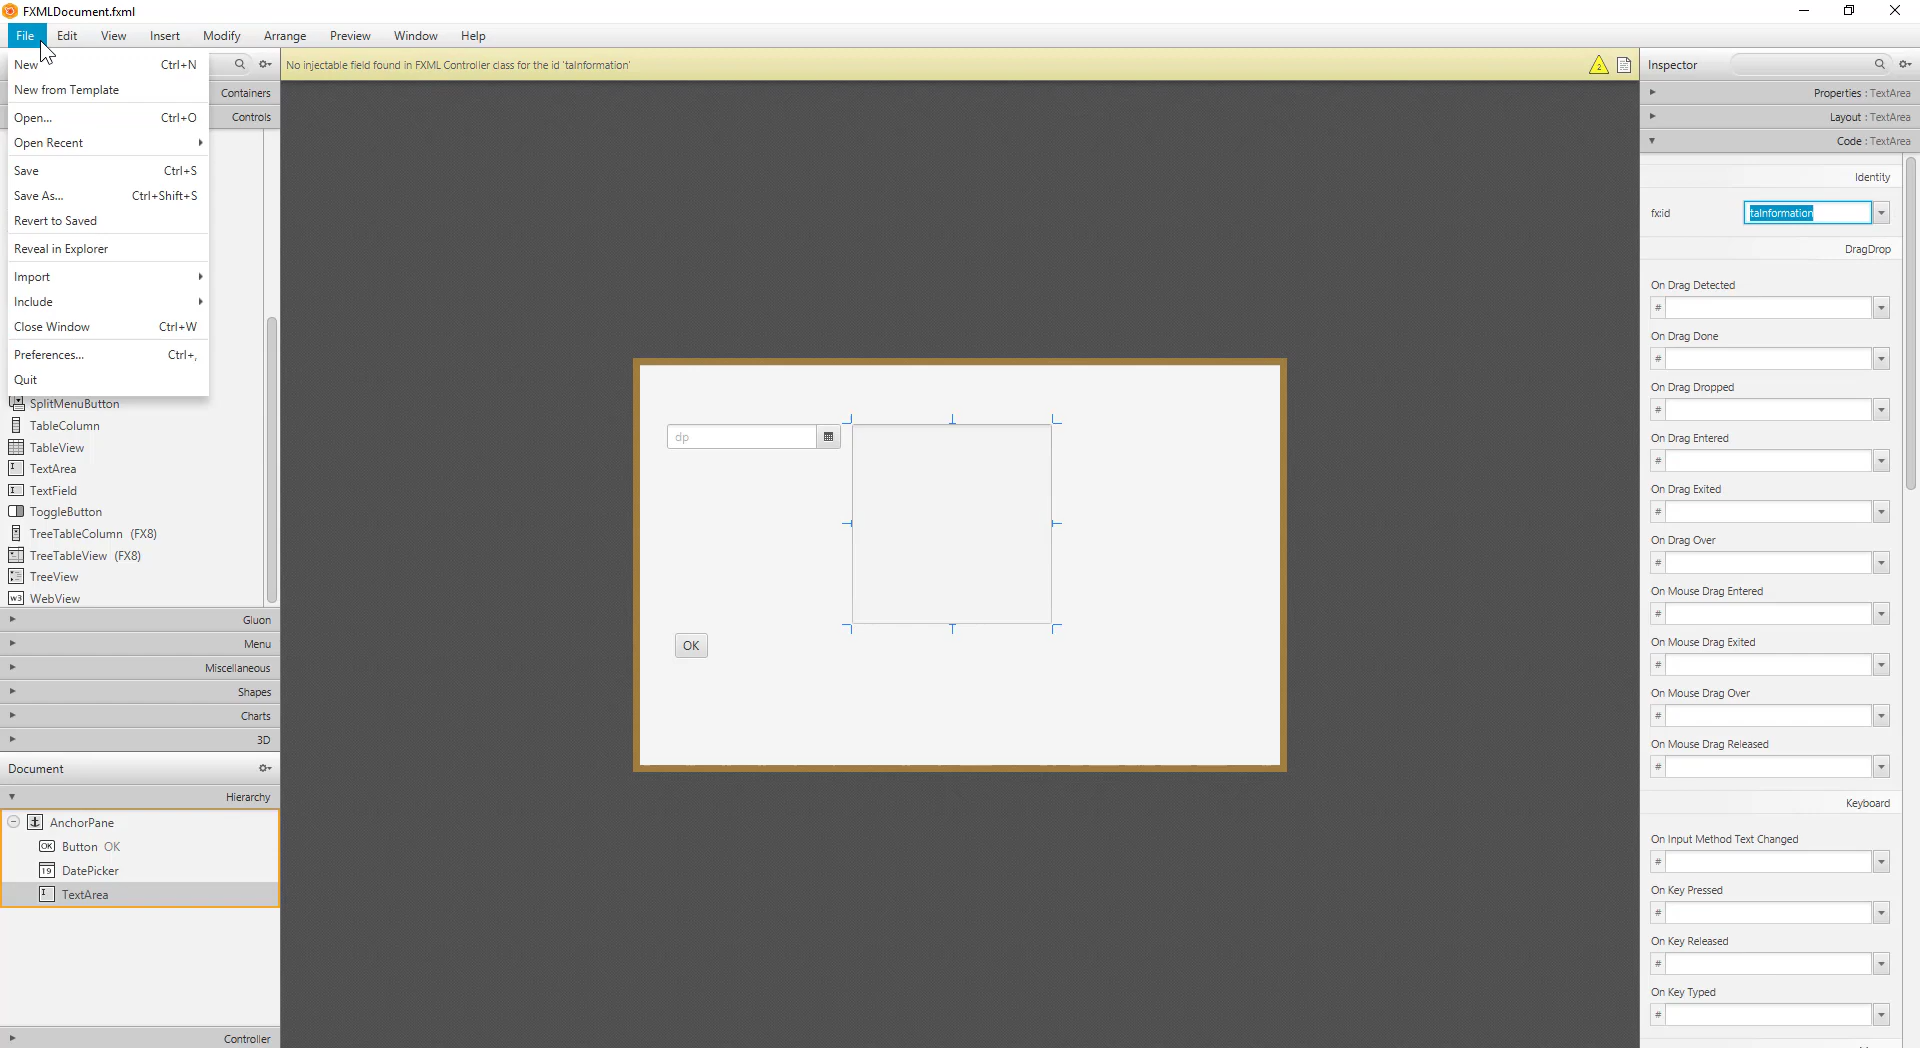 FXMLDocument.fxml
File Edit View Insert Modify Arrange Preview Window Help
New Ctrl+N
New from Template
Open... Ctrl+O
Open Recent
Save Ctrl+S
Save As... Ctrl+Shift+S
Revert to Saved
Reveal in Explorer
Import
Include
Close Window Ctrl+W
Preferences... Ctrl+,
Quit
Containers
Controls
SplitMenuButton
TableColumn
TableView
TextArea
TextField
ToggleButton
TreeTableColumn (FX8)
TreeTableView (FX8)
TreeView
WebView
Gluon
Menu
Miscellaneous
Shapes
Charts
3D
Document
Hierarchy
AnchorPane
OK Button OK
19 DatePicker
TextArea
Controller
No injectable field found in FXML Controller class for the id 'taInformation'
2
dp
OK
Inspector
Properties : TextArea
Layout : TextArea
Code : TextArea
Identity
fx:id taInformation
DragDrop
On Drag Detected
#
On Drag Done
#
On Drag Dropped
#
On Drag Entered
#
On Drag Exited
#
On Drag Over
#
On Mouse Drag Entered
#
On Mouse Drag Exited
#
On Mouse Drag Over
#
On Mouse Drag Released
#
Keyboard
On Input Method Text Changed
#
On Key Pressed
#
On Key Released
#
On Key Typed
#